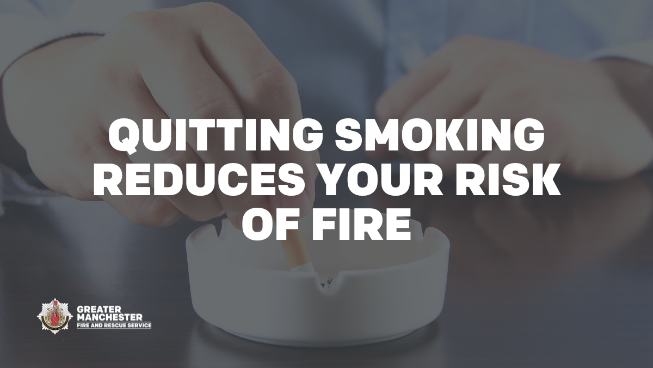 QUITTING SMOKING
REDUCES YOUR RISK
OF FIRE
GREATER
MANCHESTER
FIRE AND RESCUE SERVICE